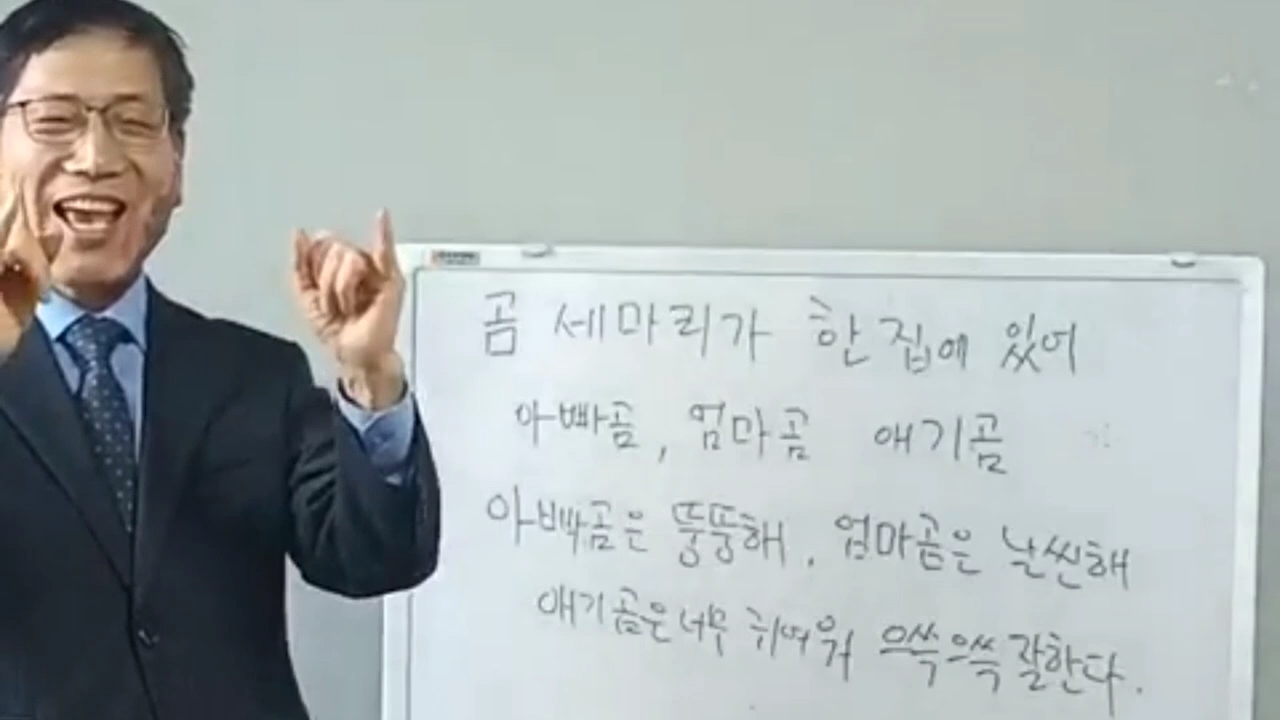 곰 세마리가 한집에 있어
아빠곰, 엄마곰 애기곰
아빠곰은 뚱뚱해, 엄마곰은 날씬해
애기곰은너무 귀여워 으쓱으쓱잘한다.